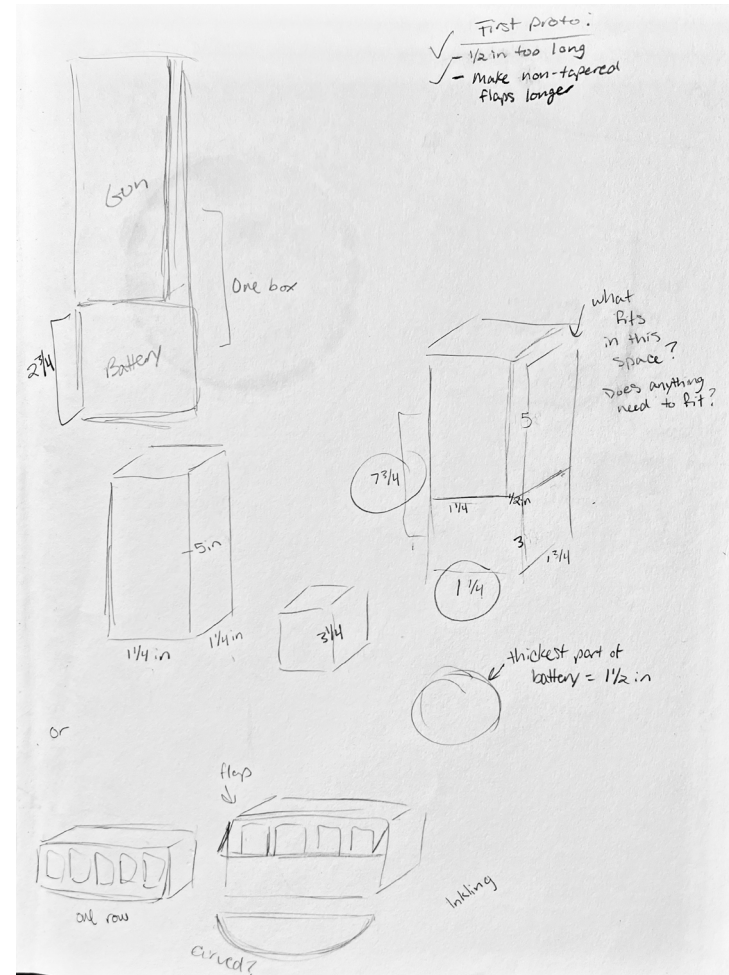 First proto:
- 1/2 in too long
- make non-tapered
flaps longer
Gun
One box
2 3/4
Battery
what
fits
in this
space?
Does anything
need to fit?
5
7 3/4
1 1/4
1/2 in
3
1 3/4
1 1/4
5in
1 1/4 in
1 1/4 in
3 1/4
thickest part of
battery = 1 1/2 in
or
flap
one row
curved?
Inkling